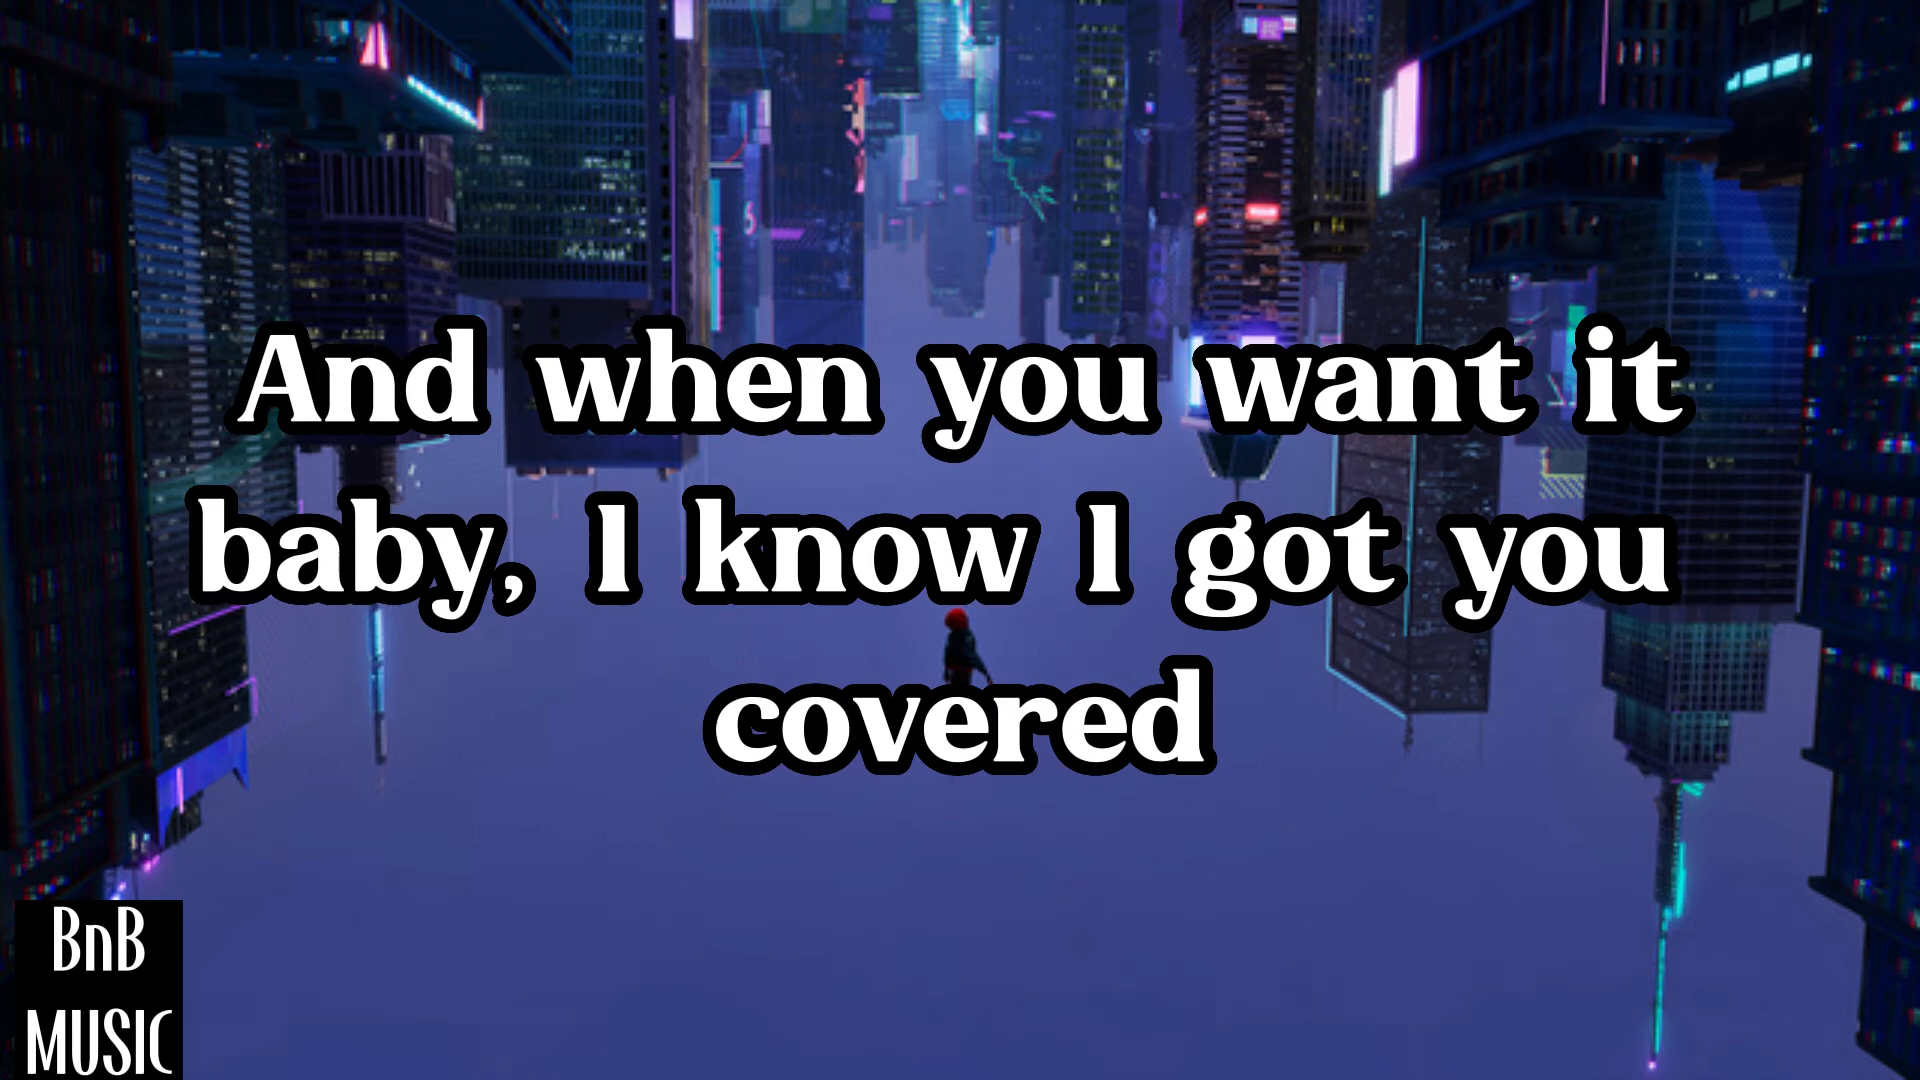 And when you want it
baby, I know I got you
covered
BnB
MUSIC